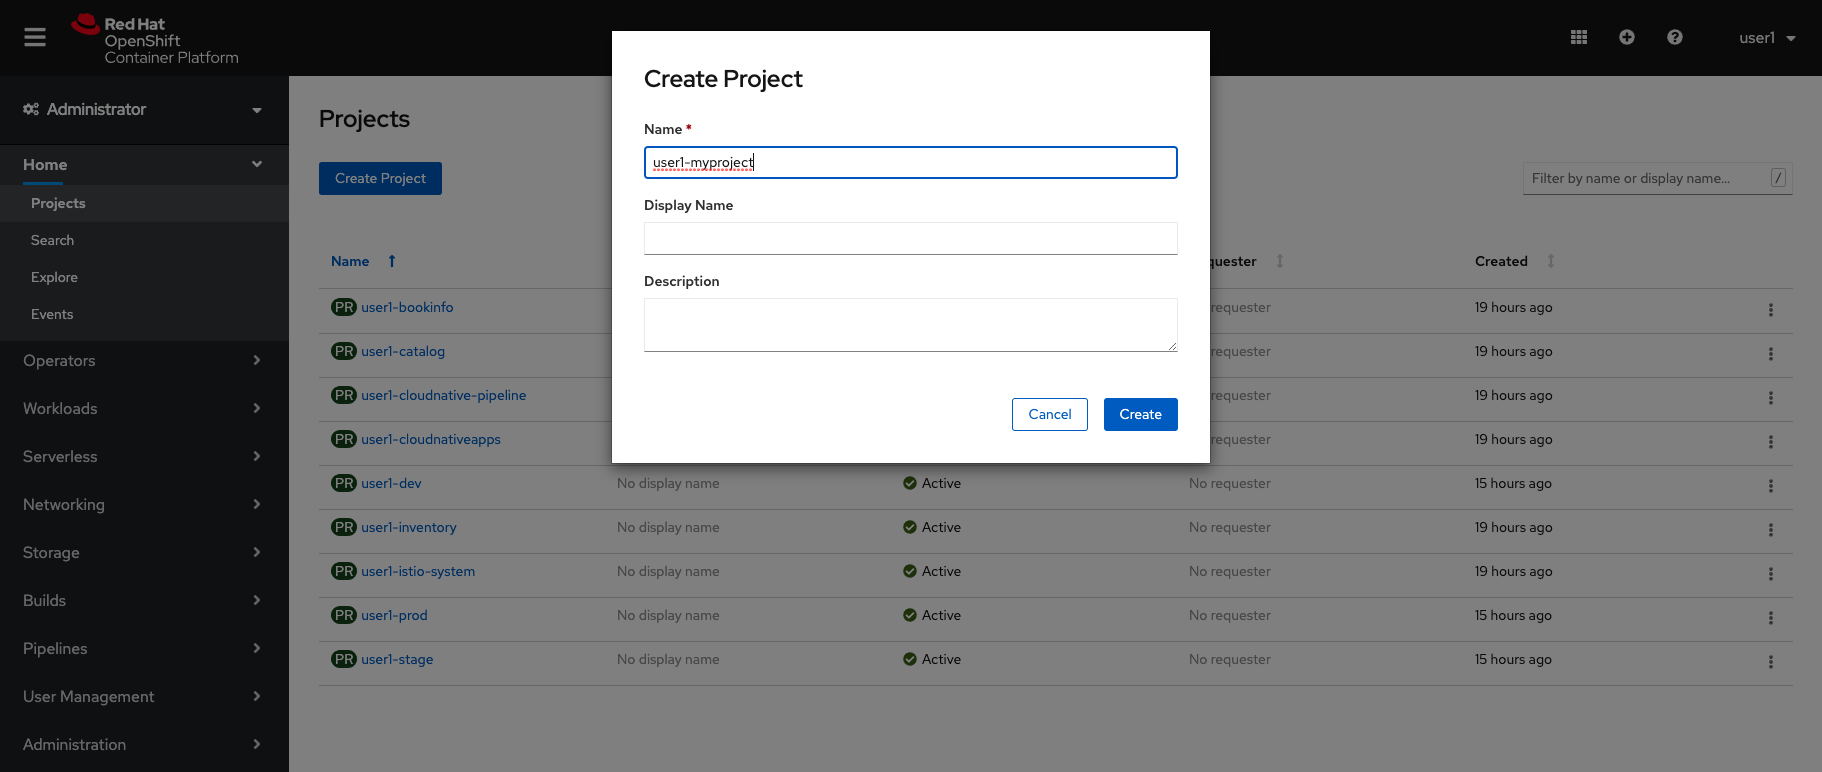 Red Hat
OpenShift
Container Platform
user1
Administrator
Home
Projects
Search
Explore
Events
Operators
Workloads
Serverless
Networking
Storage
Builds
Pipelines
User Management
Administration
Projects
Create Project
Filter by name or display name...
/
Name
Created
PR user1-bookinfo
requester
19 hours ago
PR user1-catalog
requester
19 hours ago
PR user1-cloudnative-pipeline
requester
19 hours ago
PR user1-cloudnativeapps
requester
19 hours ago
PR user1-dev No display name Active No requester 15 hours ago
PR user1-inventory No display name Active No requester 19 hours ago
PR user1-istio-system No display name Active No requester 19 hours ago
PR user1-prod No display name Active No requester 15 hours ago
PR user1-stage No display name Active No requester 15 hours ago
Create Project
Name *
user1-myproject
Display Name
Description
Cancel
Create